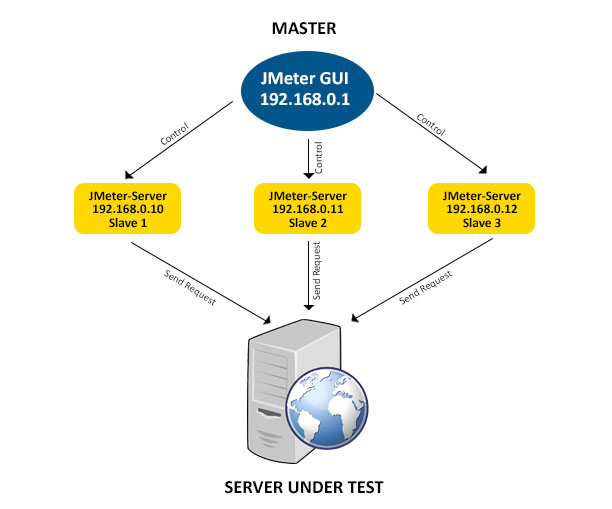 MASTER
JMeter GUI
192.168.0.1
Control
Control
Control
JMeter-Server
192.168.0.10
Slave 1
JMeter-Server
192.168.0.11
Slave 2
JMeter-Server
192.168.0.12
Slave 3
Send Request
Send Request
Send Request
SERVER UNDER TEST